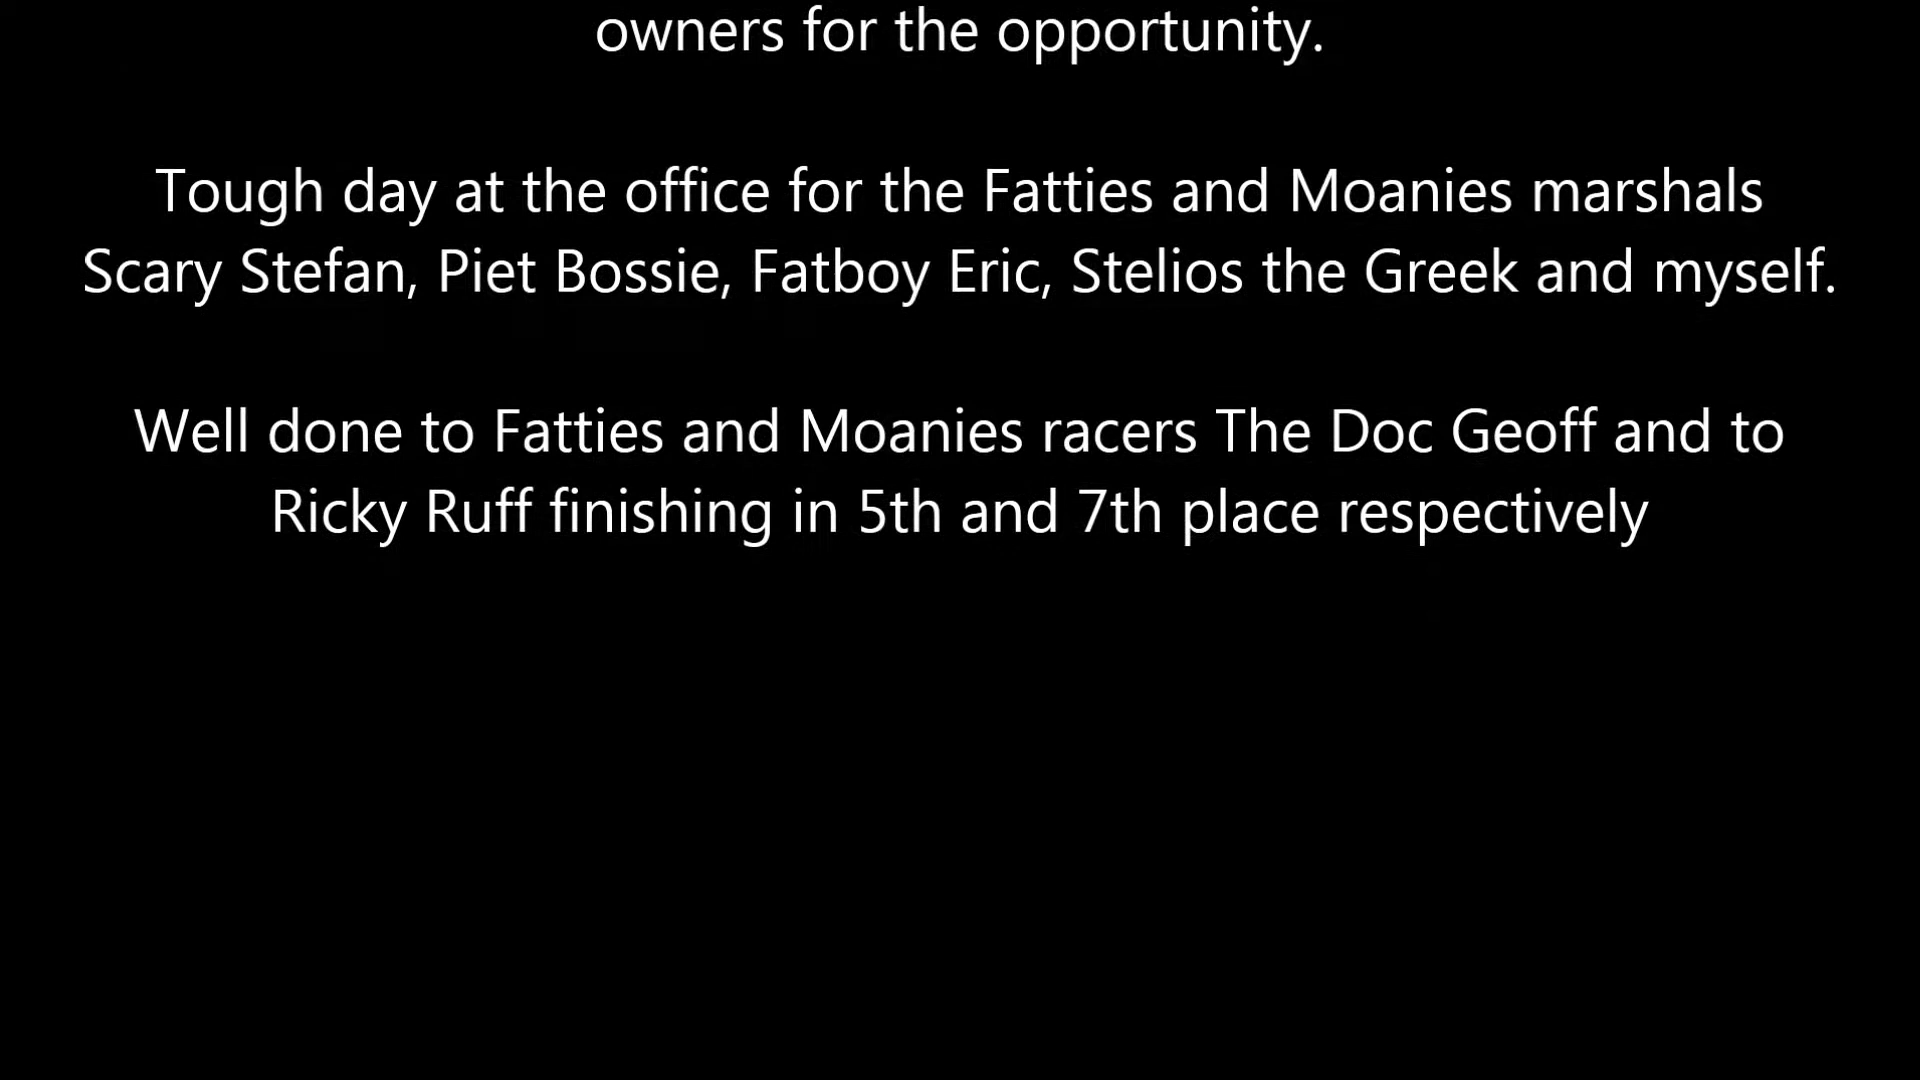 owners for the opportunity.
Tough day at the office for the Fatties and Moanies marshals
Scary Stefan, Piet Bossie, Fatboy Eric, Stelios the Greek and myself.
Well done to Fatties and Moanies racers The Doc Geoff and to
Ricky Ruff finishing in 5th and 7th place respectively